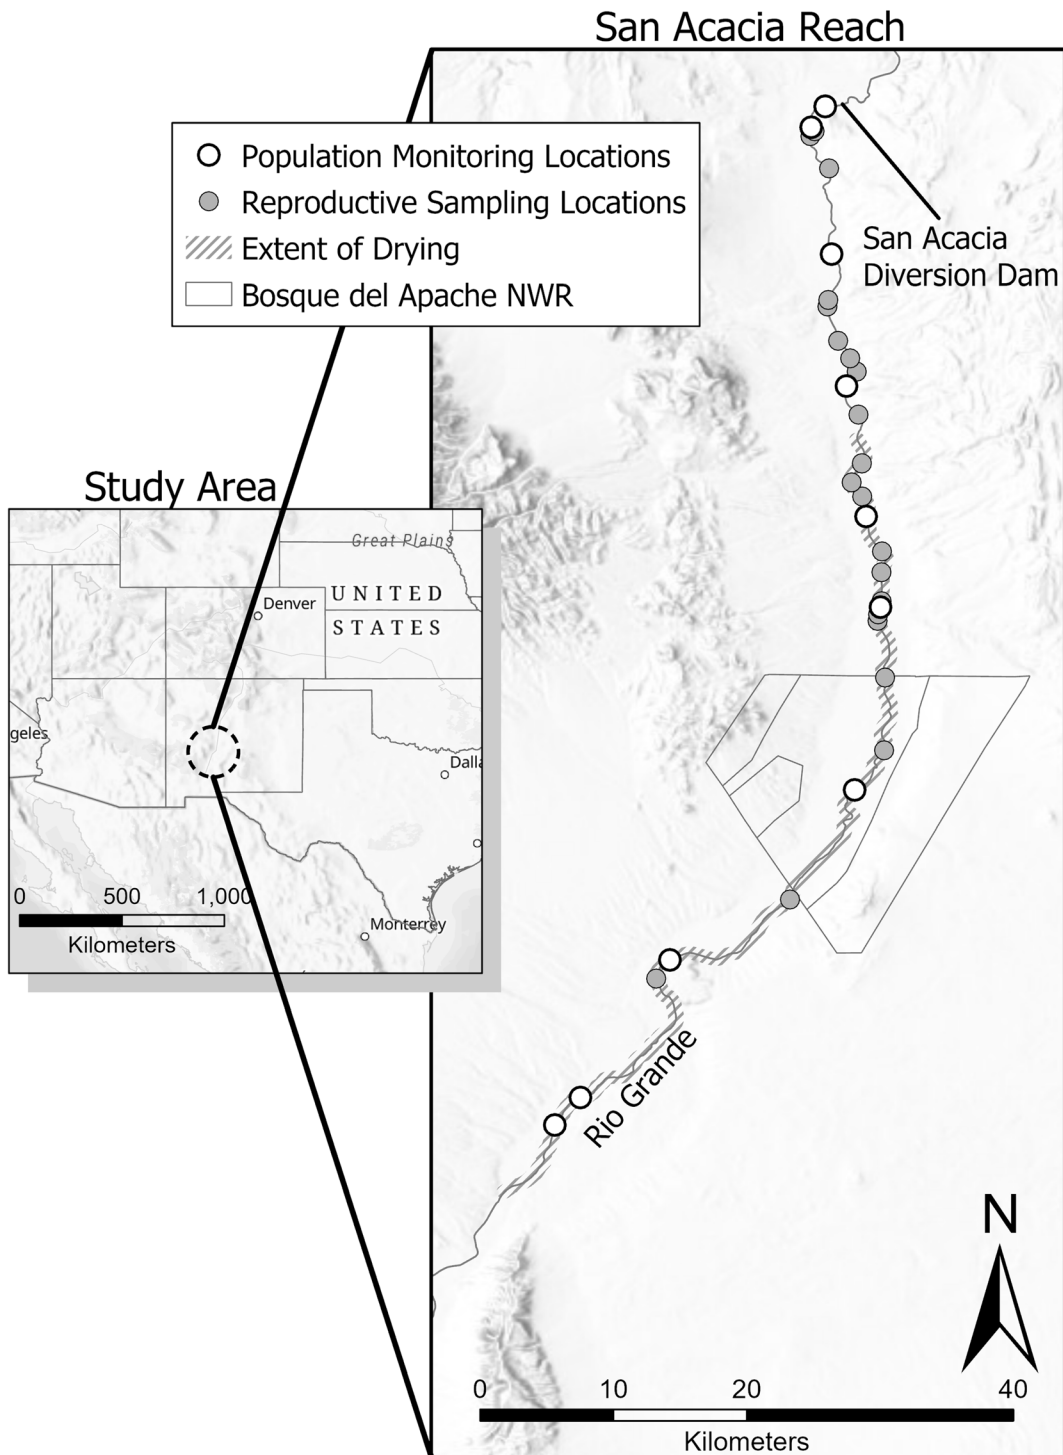 San Acacia Reach
Population Monitoring Locations
Reproductive Sampling Locations
Extent of Drying
Bosque del Apache NWR
San Acacia
Diversion Dam
Study Area
Great Plains
UNITED
STATES
Denver
geles
Dalla
Monterrey
0 500 1,000
Kilometers
Rio Grande
N
0 10 20 40
Kilometers